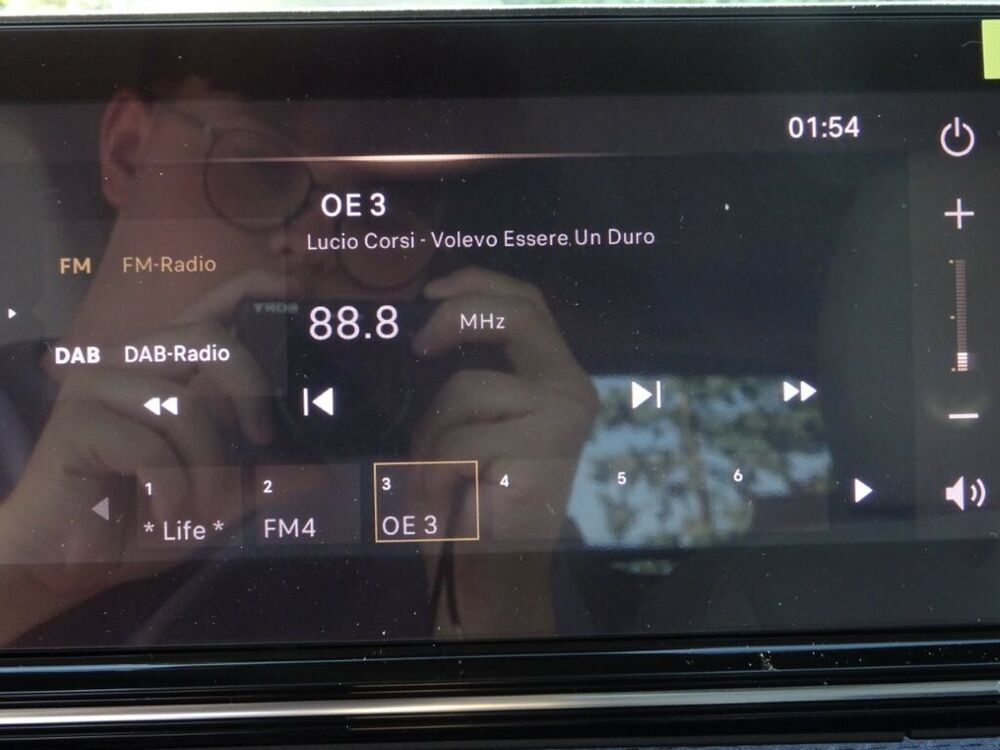 01:54
OE 3
Lucio Corsi - Volevo Essere Un Duro
FM FM-Radio
SONY
88.8 MHz
DAB DAB-Radio
1 2 3 4 5 6
* Life * FM4 OE 3